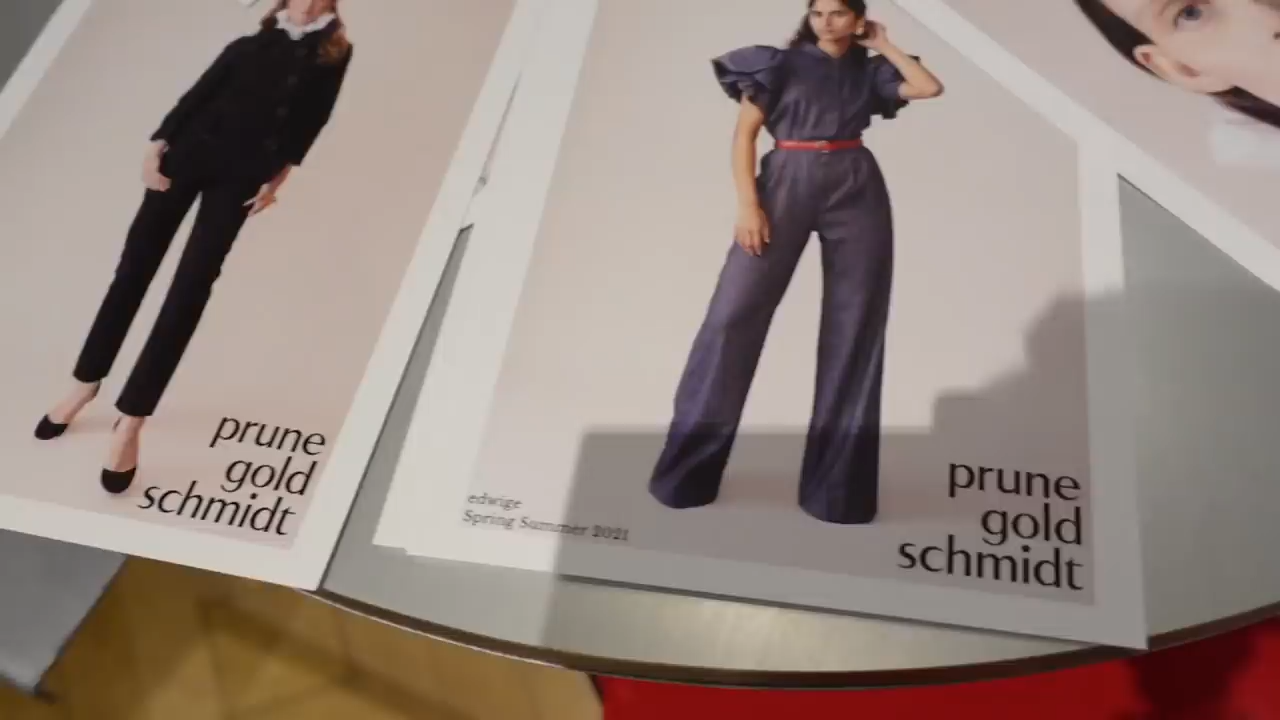 prune
gold
schmidt
edwige
Spring Summer 2021
prune
gold
schmidt